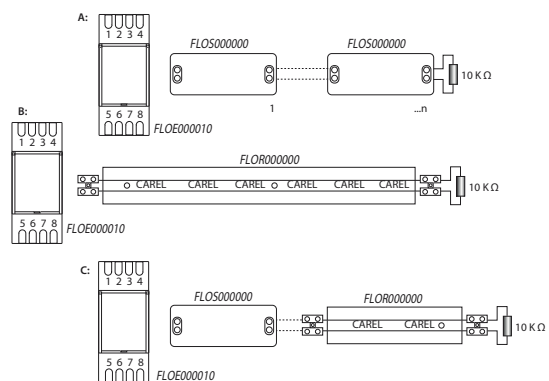 A:
1 2 3 4
FLOS000000 FLOS000000
10 K Ω
1 ...n
5 6 7 8
FLOE000010
B:
1 2 3 4
FLOR000000
CAREL CAREL CAREL CAREL CAREL CAREL
10 K Ω
5 6 7 8
FLOE000010
C:
1 2 3 4
FLOS000000 FLOR000000
CAREL CAREL
10 K Ω
5 6 7 8
FLOE000010